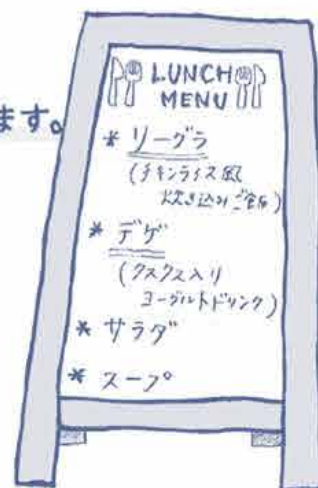 ます。
LUNCH
MENU
* リーグラ
(チキンライス風
炊き込みご飯)
* デゲ
(クスクス入り
ヨーグルトドリンク)
* サラダ
* スープ